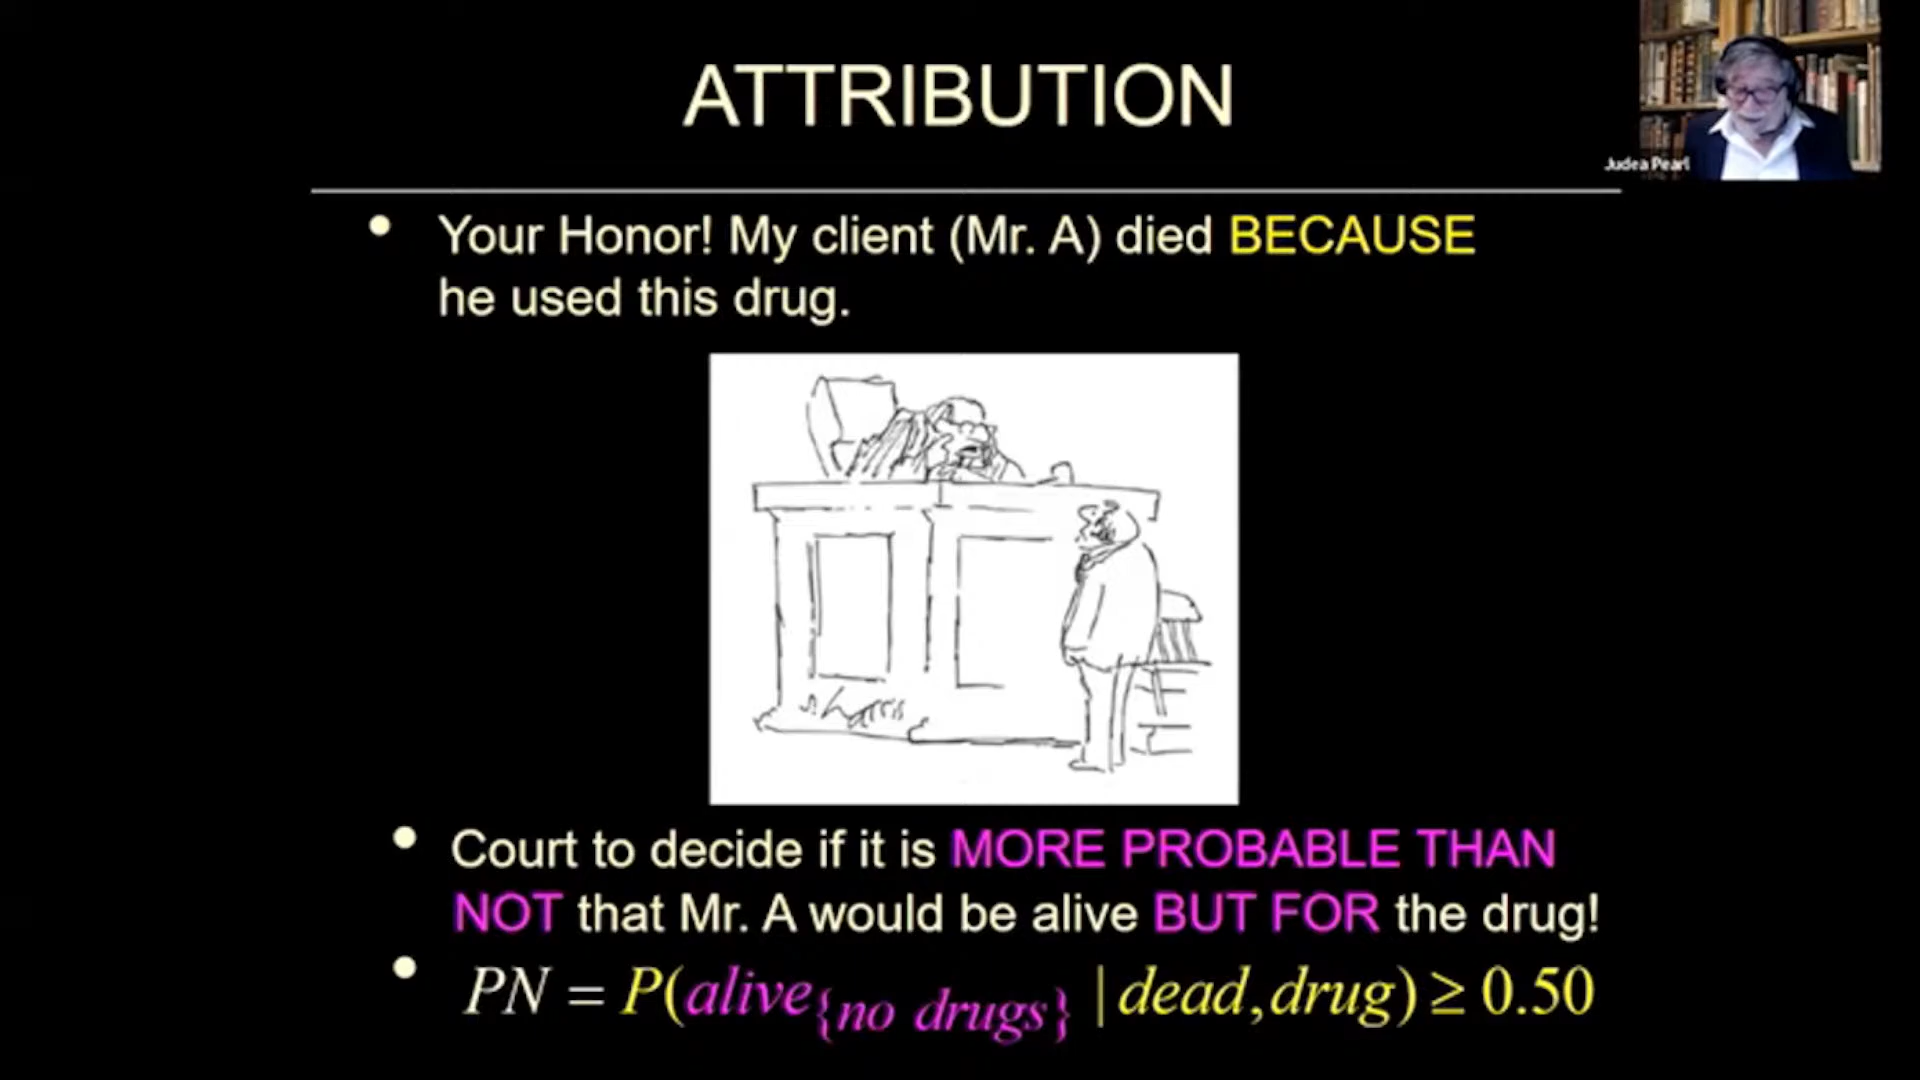 ATTRIBUTION
Judea Pearl
• Your Honor! My client (Mr. A) died BECAUSE
he used this drug.
• Court to decide if it is MORE PROBABLE THAN
NOT that Mr. A would be alive BUT FOR the drug!
• PN = P(alive{no drugs} | dead, drug) ≥ 0.50